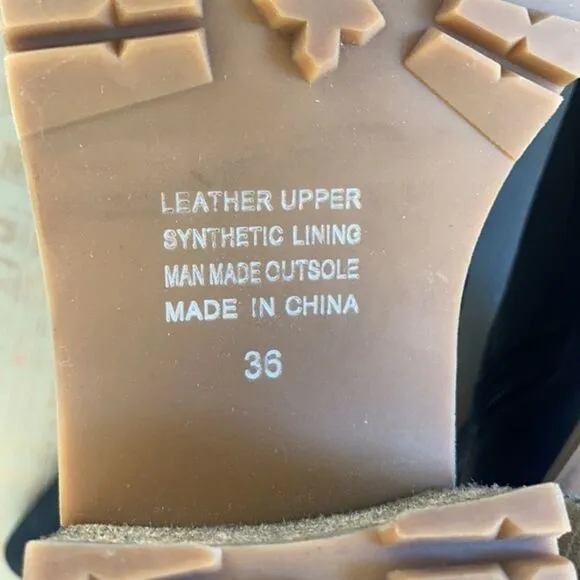 LEATHER UPPER
SYNTHETIC LINING
MAN MADE OUTSOLE
MADE IN CHINA
36